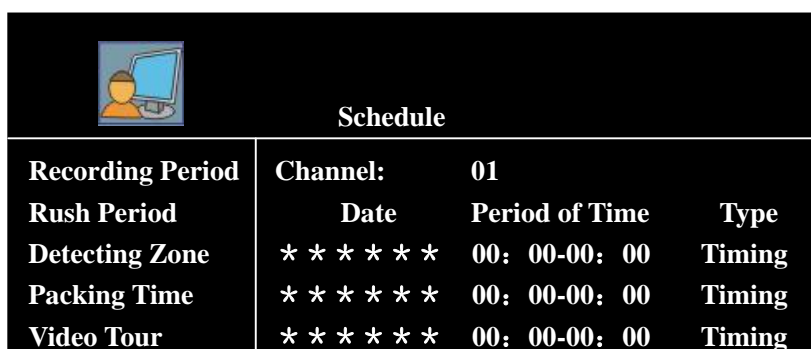 Schedule
Recording Period Channel: 01
Rush Period Date Period of Time Type
Detecting Zone ＊＊＊＊＊＊ 00：00-00：00 Timing
Packing Time ＊＊＊＊＊＊ 00：00-00：00 Timing
Video Tour ＊＊＊＊＊＊ 00：00-00：00 Timing